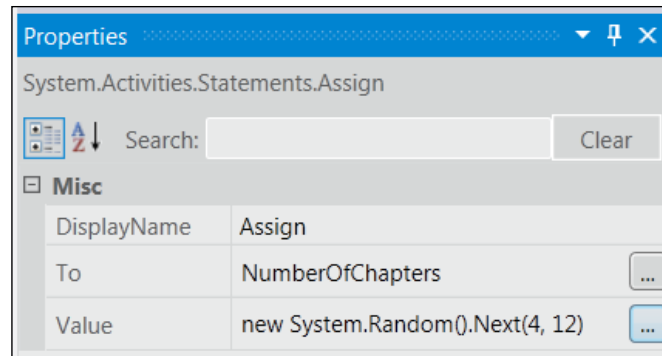 Properties
System.Activities.Statements.Assign
A
Z Search: Clear
Misc
DisplayName Assign
To NumberOfChapters ...
Value new System.Random().Next(4, 12) ...